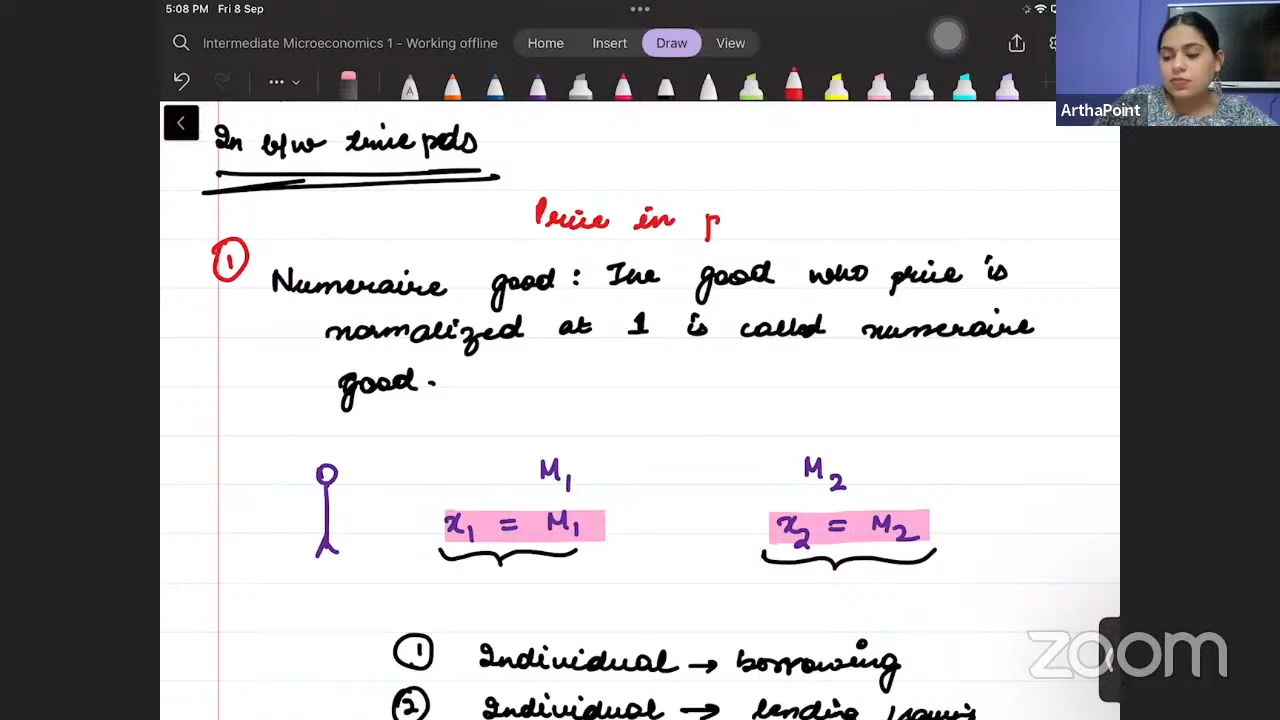 5:08 PM Fri 8 Sep
Intermediate Microeconomics 1 - Working offline Home Insert Draw View
A
ArthaPoint
In b/w time pds
Price in p
① Numeraire good : The good who price is
normalized at 1 is called numeraire
good.
M1 M2
x1 = M1 x2 = M2
① Individual → borrowing
② Individual → lending
zoom